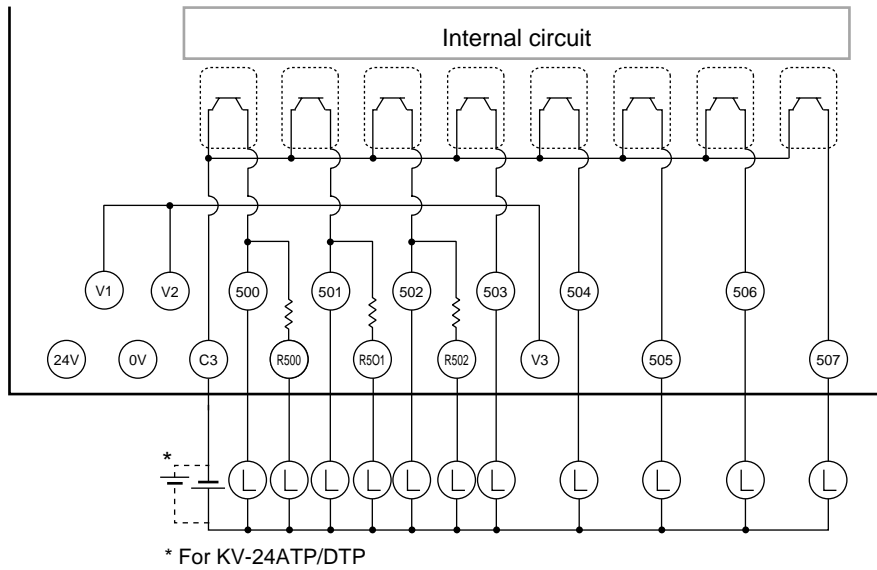 Internal circuit
V1 V2 500 501 502 503 504 506
24V 0V C3 R500 R501 R502 V3 505 507
* L L L L L L L L L L L
* For KV-24ATP/DTP